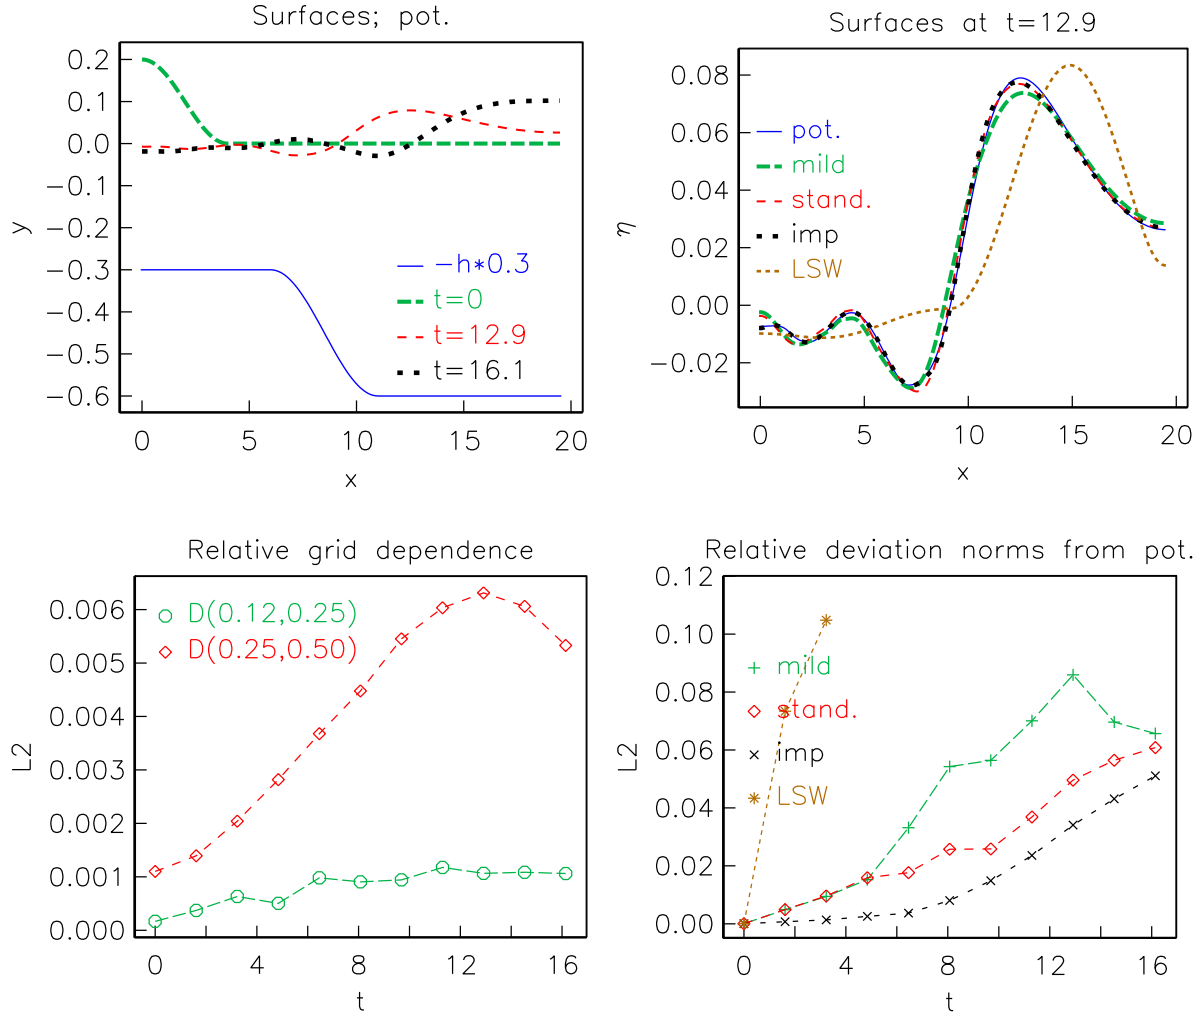 Surfaces; pot.
0.2
0.1
0.0
−0.1
−0.2
−0.3
−0.4
−0.5
−0.6
y
−h*0.3
t=0
t=12.9
t=16.1
0 5 10 15 20
x
Surfaces at t=12.9
0.08
0.06
0.04
0.02
0.00
−0.02
η
pot.
mild
stand.
imp
LSW
0 5 10 15 20
x
Relative grid dependence
0.006
0.005
0.004
0.003
0.002
0.001
0.000
L2
D(0.12,0.25)
D(0.25,0.50)
0 4 8 12 16
t
Relative deviation norms from pot.
0.12
0.10
0.08
0.06
0.04
0.02
0.00
L2
mild
stand.
imp
LSW
0 4 8 12 16
t